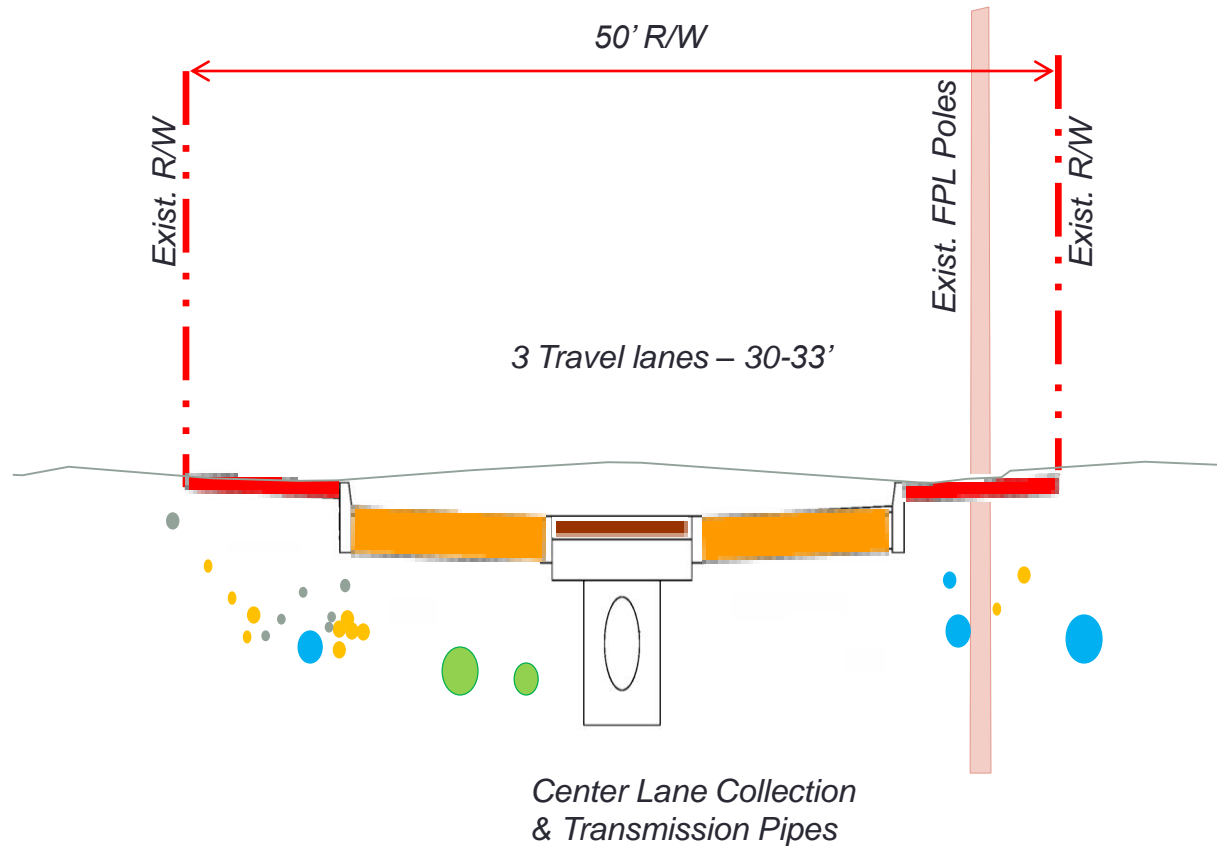 50’ R/W
Exist. R/W
Exist. FPL Poles
Exist. R/W
3 Travel lanes – 30-33’
Center Lane Collection
& Transmission Pipes